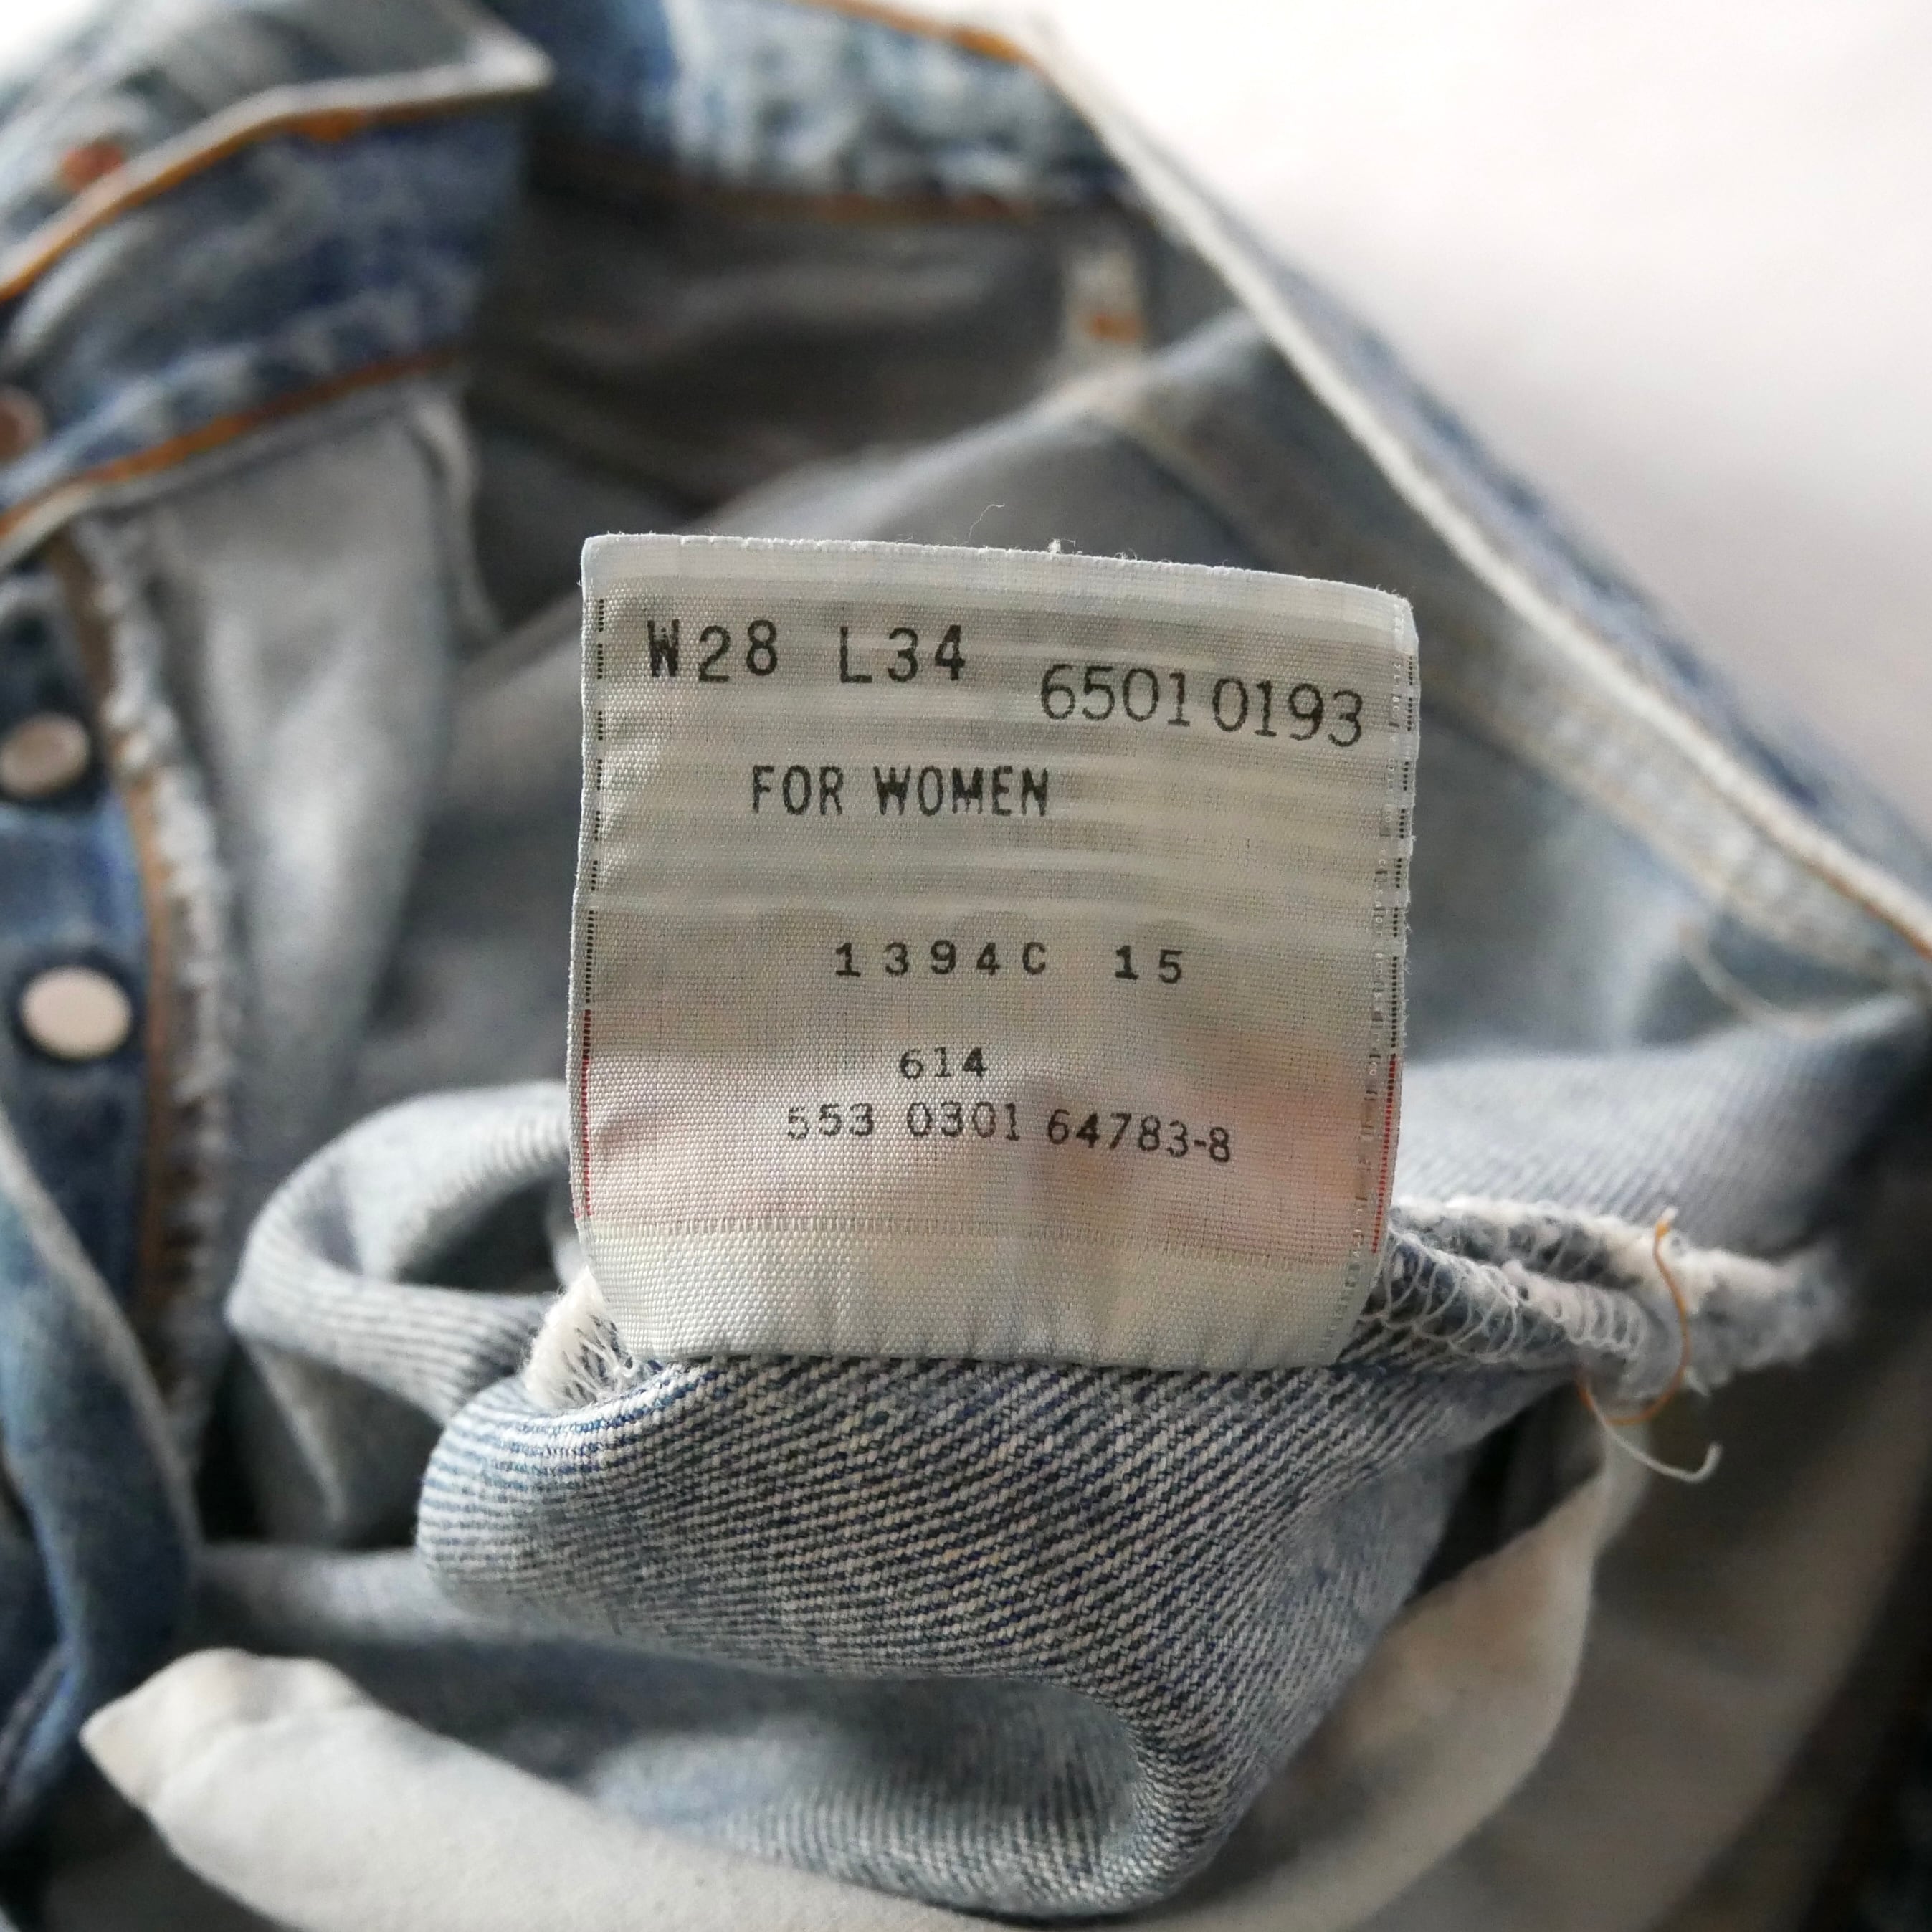 W28 L34 65010193
FOR WOMEN
1394C 15
614
553 0301 64783-8